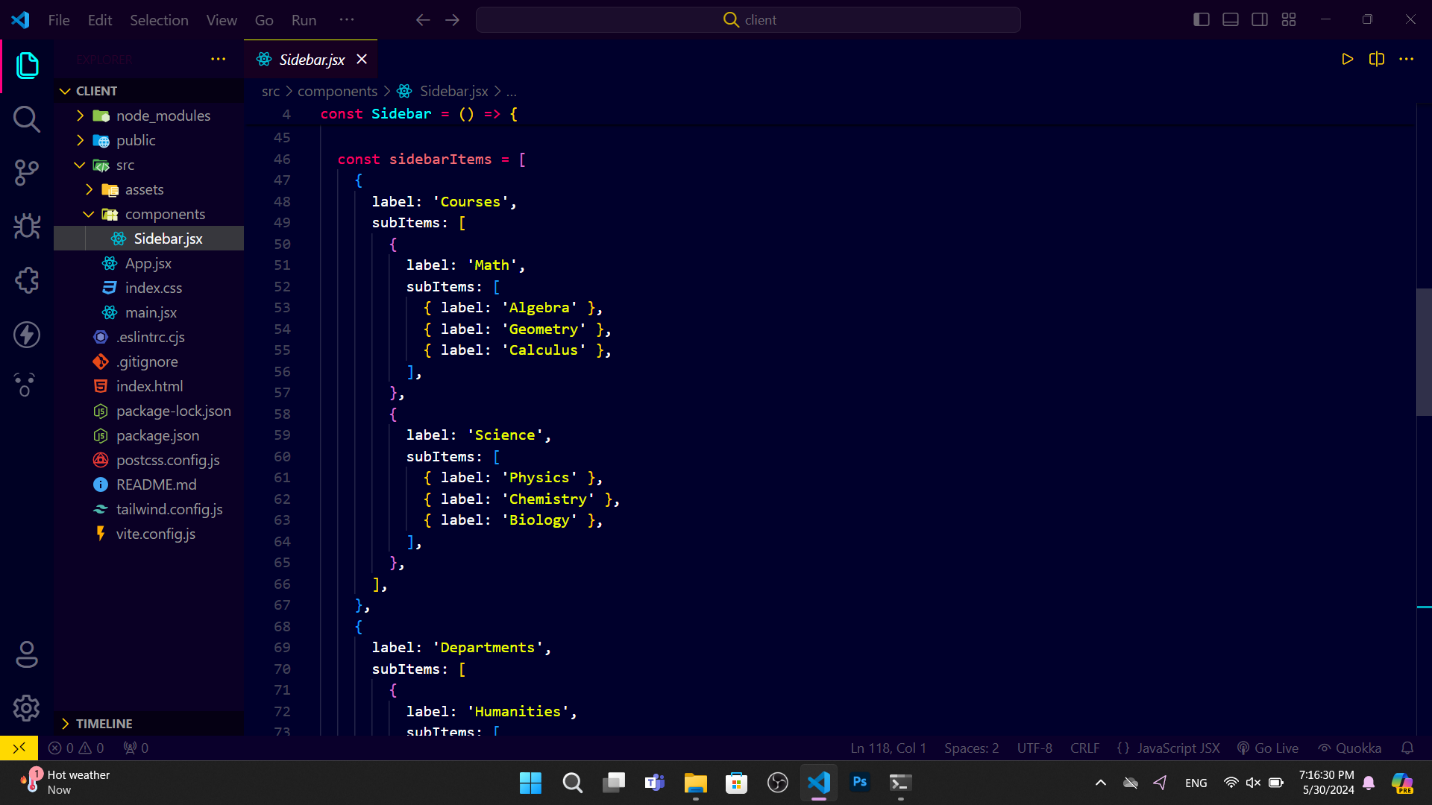 File Edit Selection View Go Run ··· client
EXPLORER ···
Sidebar.jsx
CLIENT
node_modules
public
src
assets
components
Sidebar.jsx
App.jsx
index.css
main.jsx
.eslintrc.cjs
.gitignore
index.html
package-lock.json
package.json
postcss.config.js
README.md
tailwind.config.js
vite.config.js
TIMELINE
src > components > Sidebar.jsx > ...
4 const Sidebar = () => {
45
46 const sidebarItems = [
47 {
48 label: 'Courses',
49 subItems: [
50 {
51 label: 'Math',
52 subItems: [
53 { label: 'Algebra' },
54 { label: 'Geometry' },
55 { label: 'Calculus' },
56 ],
57 },
58 {
59 label: 'Science',
60 subItems: [
61 { label: 'Physics' },
62 { label: 'Chemistry' },
63 { label: 'Biology' },
64 ],
65 },
66 ],
67 },
68 {
69 label: 'Departments',
70 subItems: [
71 {
72 label: 'Humanities',
73 subItems: [
0 0 0 Ln 118, Col 1 Spaces: 2 UTF-8 CRLF {} JavaScript JSX Go Live Quokka
1 Hot weather
Now
Ps
ENG
7:16:30 PM
5/30/2024
PRE